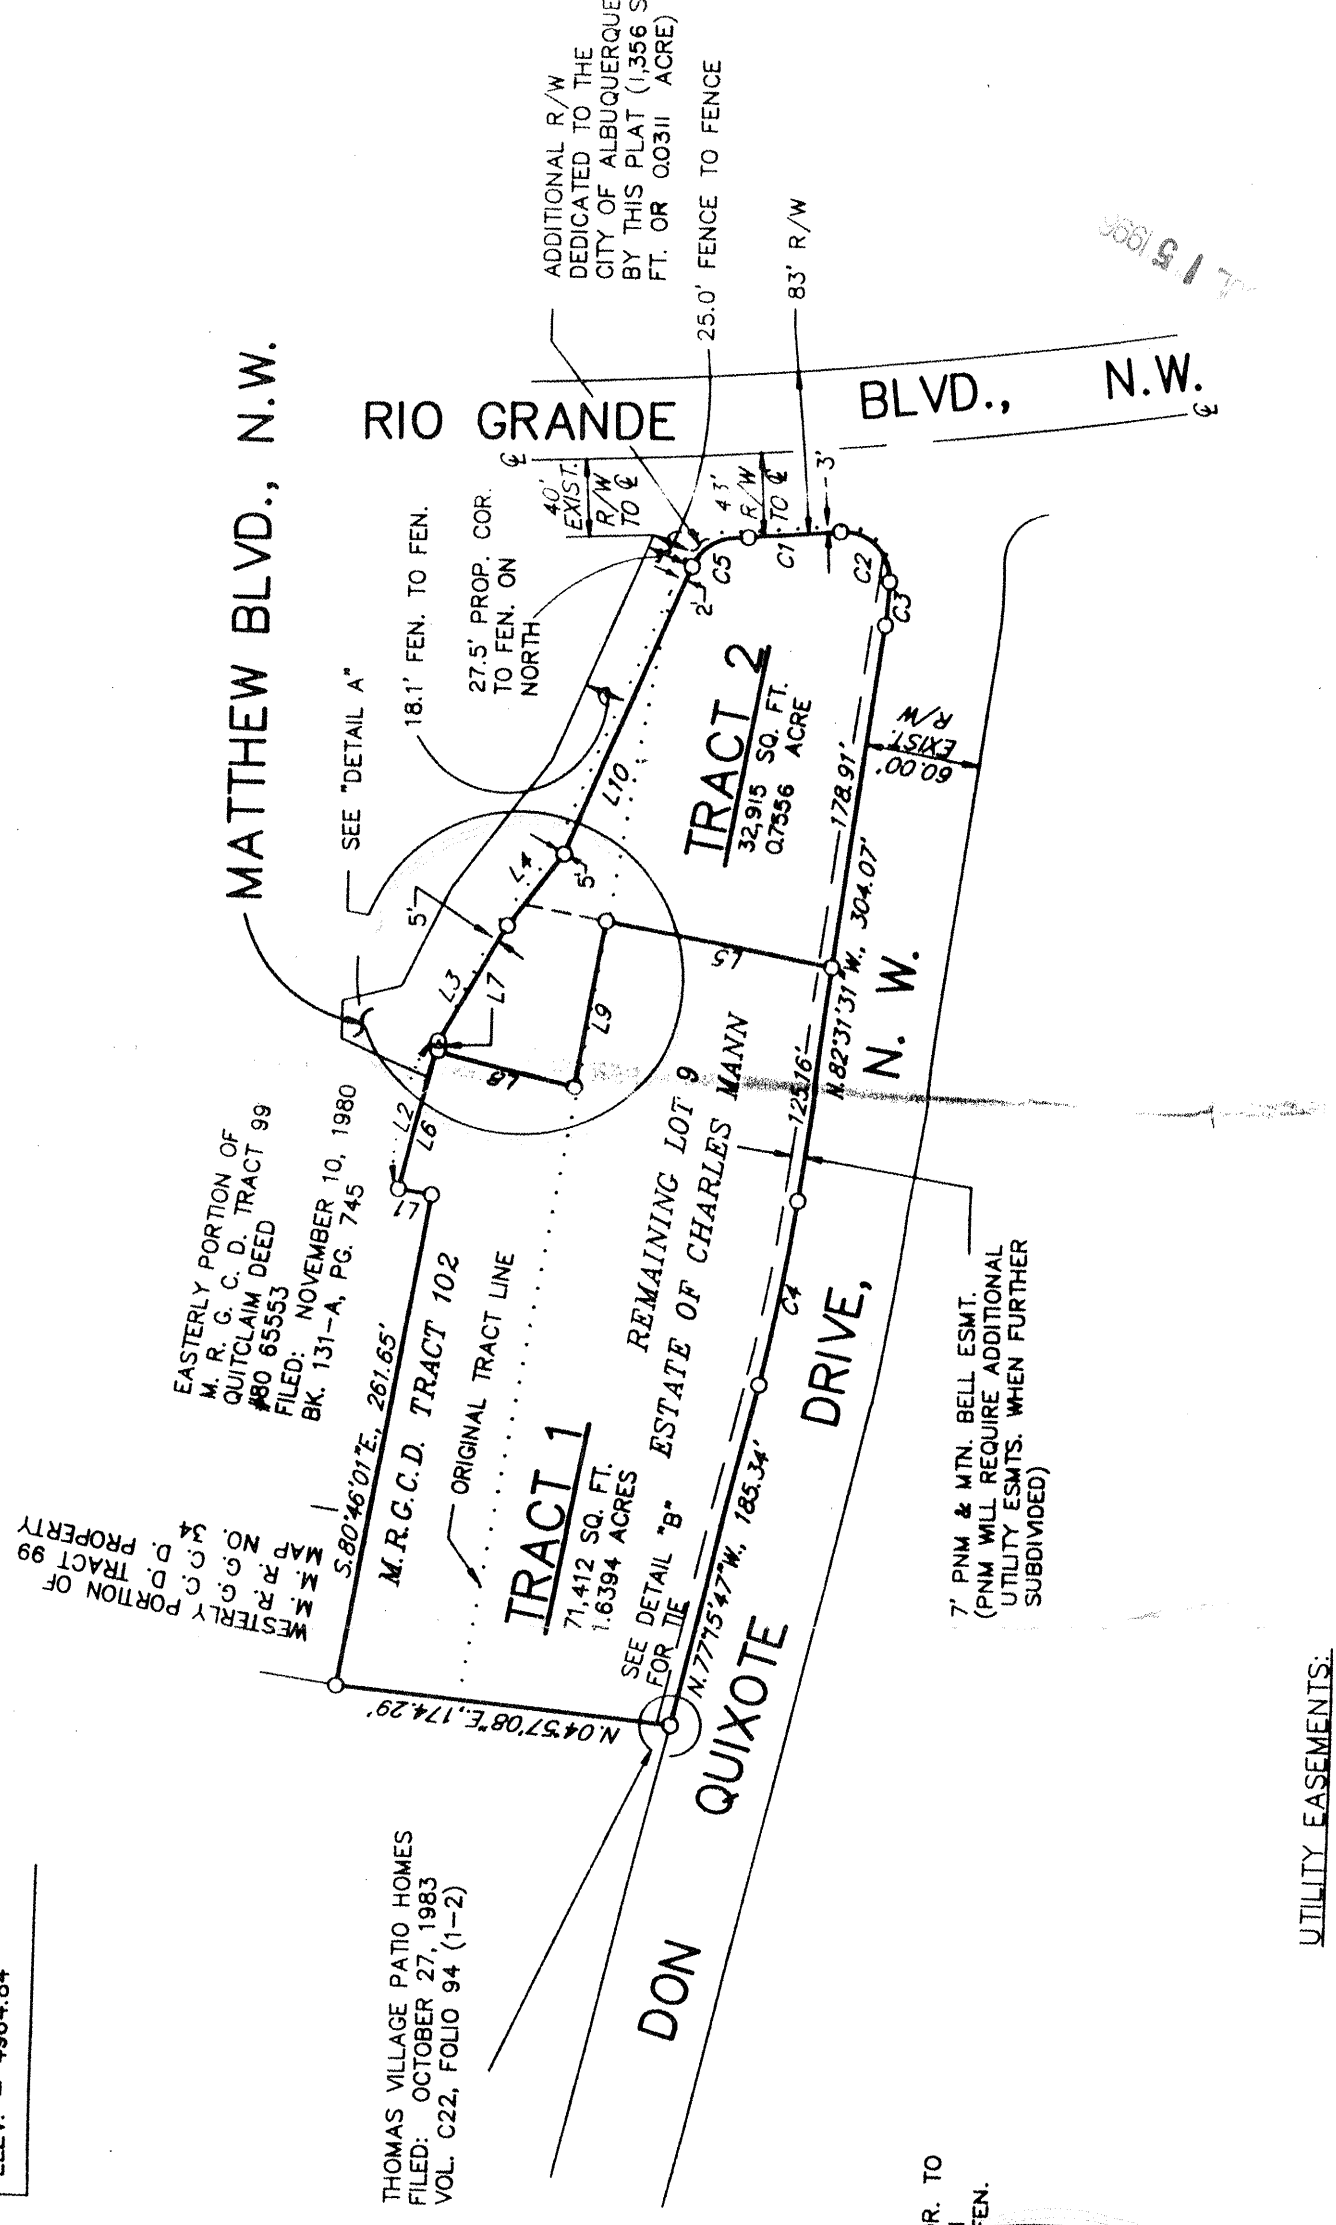 MATTHEW BLVD., N.W.
RIO GRANDE
BLVD.,
N.W.
ADDITIONAL R/W
DEDICATED TO THE
CITY OF ALBUQUERQUE
BY THIS PLAT (1,356 S
FT. OR 0.0311 ACRE)
25.0' FENCE TO FENCE
83' R/W
SEE "DETAIL A"
18.1' FEN. TO FEN.
27.5' PROP. COR.
TO FEN. ON
NORTH
40'
EXIST.
R/W
TO ℄
43'
R/W
TO ℄
3'
℄
℄
2'
C5
C1
C2
C3
L10
L4
5'
5'
L3
L7
L8
L9
L5
L2
L6
L1
TRACT 2
32,915 SQ. FT.
0.7556 ACRE
178.91'
60.00'
EXIST.
R/W
N.82°31'31"W., 304.07'
125.16'
EASTERLY PORTION OF
M. R. G. C. D. TRACT 99
QUITCLAIM DEED
#80 65553
FILED: NOVEMBER 10, 1980
BK. 131-A, PG. 745
WESTERLY PORTION OF
M. R. G. C. D. TRACT 99
M. R. G. C. D. PROPERTY
MAP NO. 34
S.80°46'01"E., 261.65'
M.R.G.C.D. TRACT 102
ORIGINAL TRACT LINE
TRACT 1
71,412 SQ. FT.
1.6394 ACRES
REMAINING LOT 9
ESTATE OF CHARLES MANN
SEE DETAIL "B"
FOR TIE
N.04°57'08"E., 174.29'
N.77°15'47"W., 185.34'
C4
DON
QUIXOTE
DRIVE,
N. W.
7' PNM & MTN. BELL ESMT.
(PNM WILL REQUIRE ADDITIONAL
UTILITY ESMTS. WHEN FURTHER
SUBDIVIDED)
THOMAS VILLAGE PATIO HOMES
FILED: OCTOBER 27, 1983
VOL. C22, FOLIO 94 (1-2)
UTILITY EASEMENTS:
R. TO
FEN.
15 1996